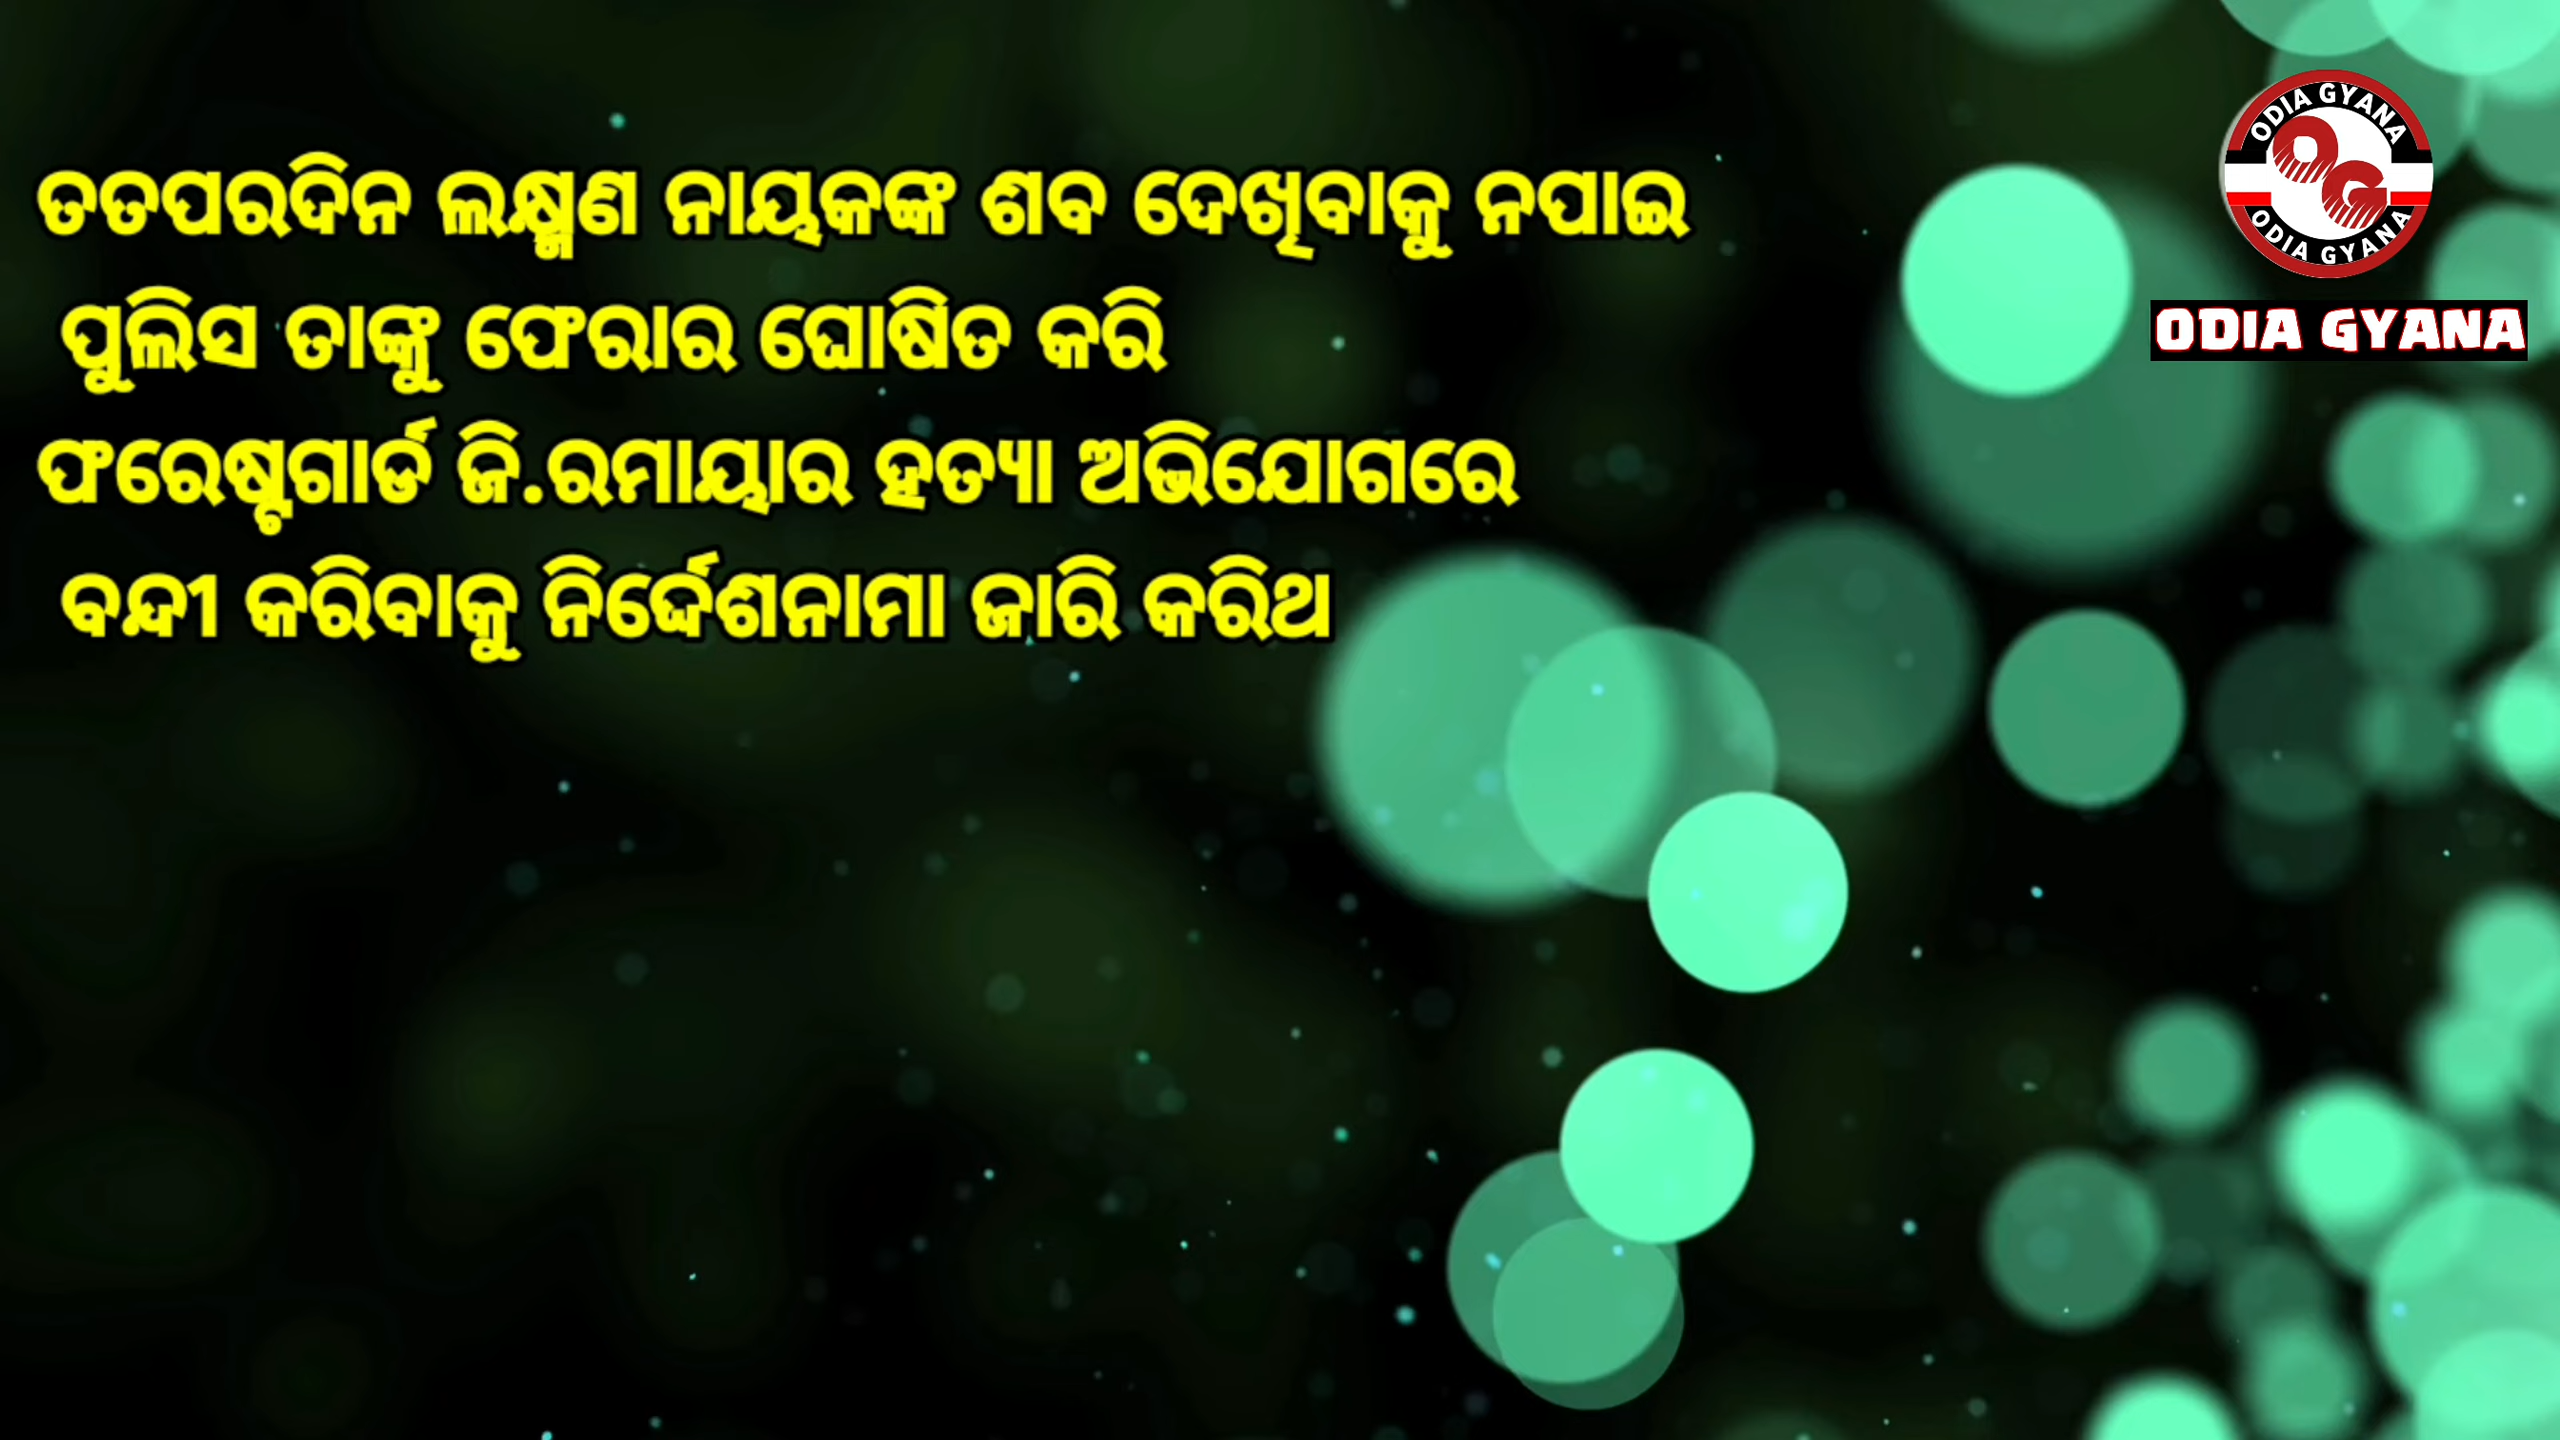 ତତପରଦିନ ଲକ୍ଷ୍ମଣ ନାୟକଙ୍କ ଶବ ଦେଖିବାକୁ ନପାଇ
ପୁଲିସ ତାଙ୍କୁ ଫେରାର ଘୋଷିତ କରି
ଫରେଷ୍ଟଗାର୍ଡ ଜି.ରମାୟାର ହତ୍ୟା ଅଭିଯୋଗରେ
ବନ୍ଦୀ କରିବାକୁ ନିର୍ଦ୍ଦେଶନାମା ଜାରି କରିଥ
ODIA GYANA
OG
ODIA GYANA
ODIA GYANA